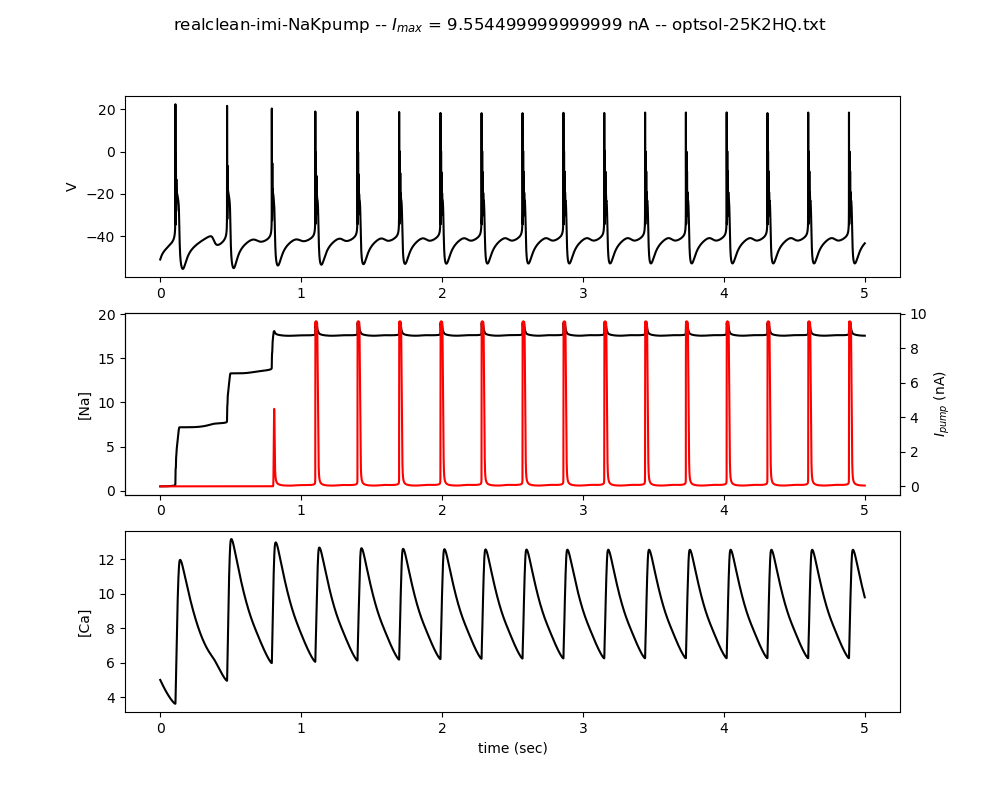 realclean-imi-NaKpump -- I_max = 9.554499999999999 nA -- optsol-25K2HQ.txt
20
0
−20
−40
V
0 1 2 3 4 5
20
15
10
5
0
[Na]
10
8
6
4
2
0
I_pump (nA)
0 1 2 3 4 5
12
10
8
6
4
[Ca]
0 1 2 3 4 5
time (sec)